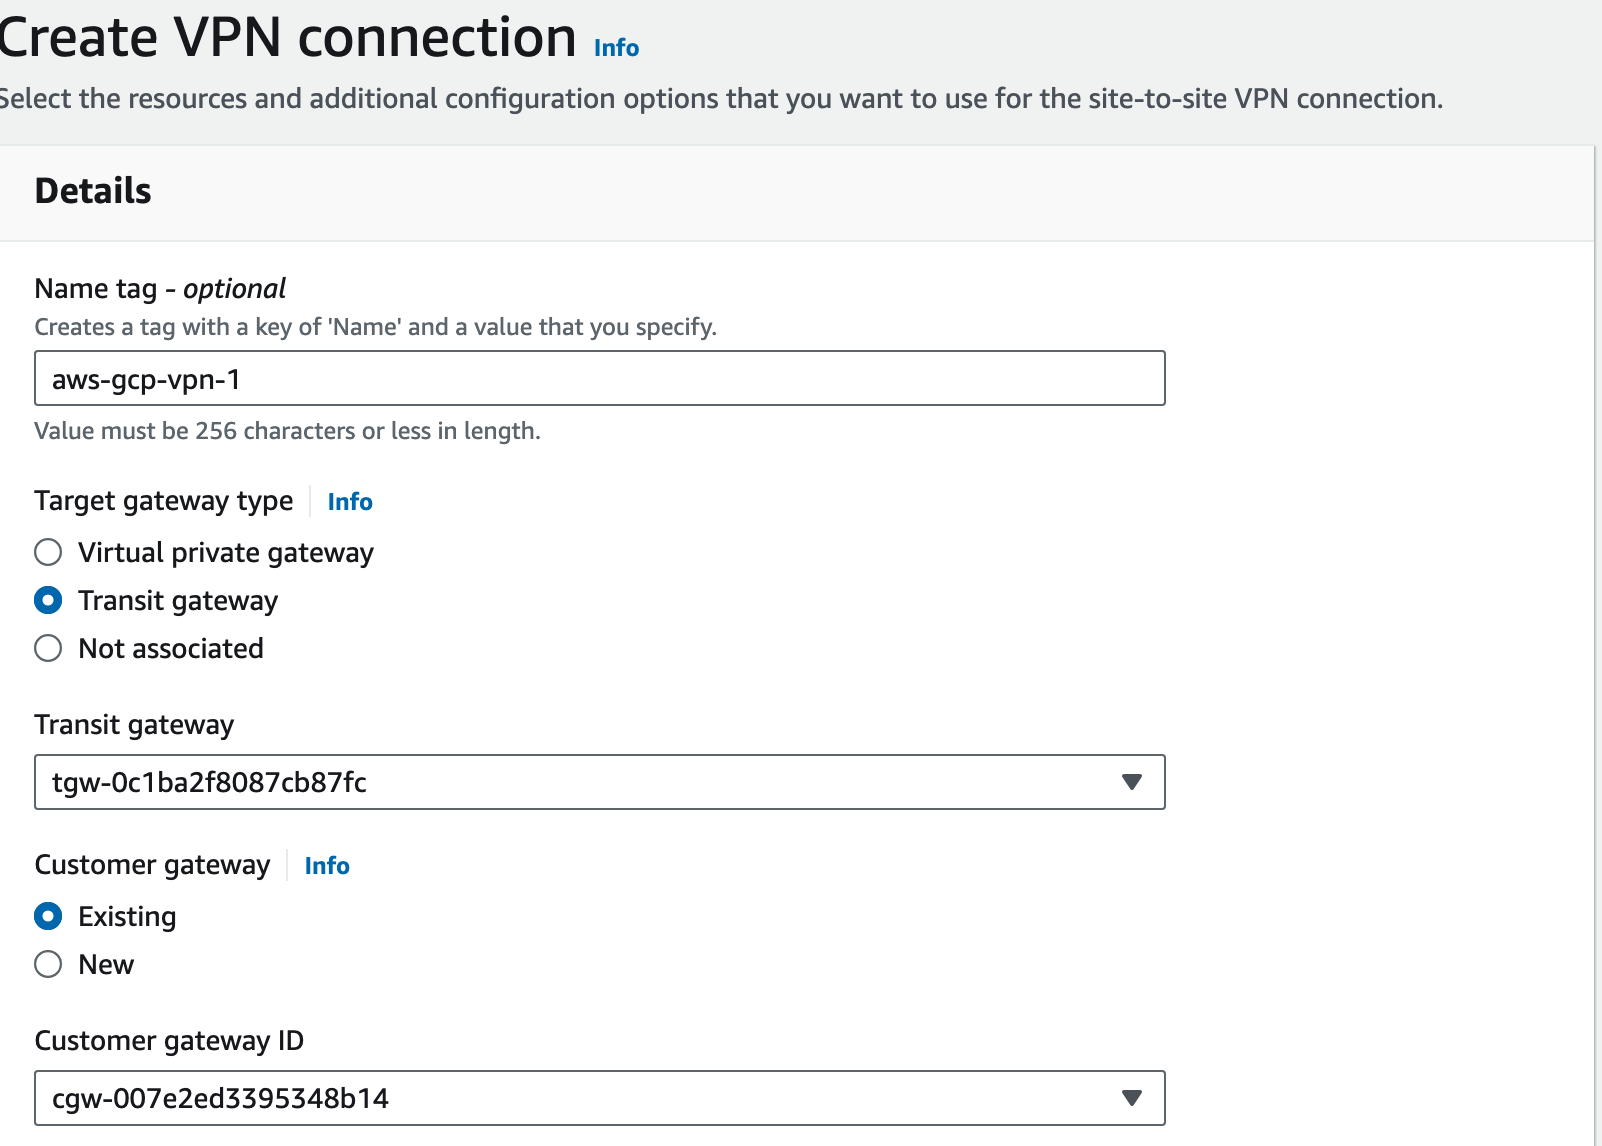 Create VPN connection Info
Select the resources and additional configuration options that you want to use for the site-to-site VPN connection.
Details
Name tag - optional
Creates a tag with a key of 'Name' and a value that you specify.
aws-gcp-vpn-1
Value must be 256 characters or less in length.
Target gateway type Info
Virtual private gateway
Transit gateway
Not associated
Transit gateway
tgw-0c1ba2f8087cb87fc
Customer gateway Info
Existing
New
Customer gateway ID
cgw-007e2ed3395348b14